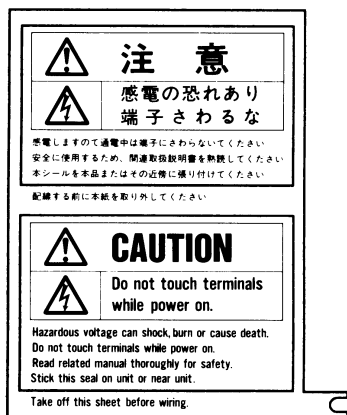 注意
感電の恐れあり
端子さわるな
感電しますので通電中は端子にさわらないでください
安全に使用するため、関連取扱説明書を熟読してください
本シールを本品またはその近傍に張り付けてください
配線する前に本紙を取り外してください
CAUTION
Do not touch terminals
while power on.
Hazardous voltage can shock, burn or cause death.
Do not touch terminals while power on.
Read related manual thoroughly for safety.
Stick this seal on unit or near unit.
Take off this sheet before wiring.